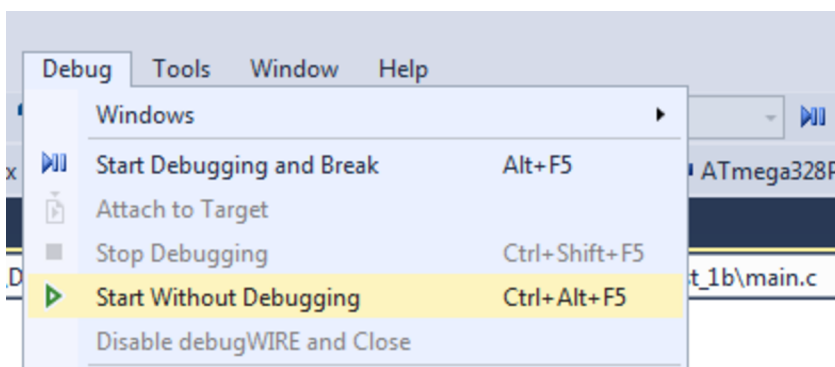 Debug Tools Window Help
Windows
Start Debugging and Break Alt+F5
ATmega328P
Attach to Target
Stop Debugging Ctrl+Shift+F5
t_1b\main.c
Start Without Debugging Ctrl+Alt+F5
Disable debugWIRE and Close